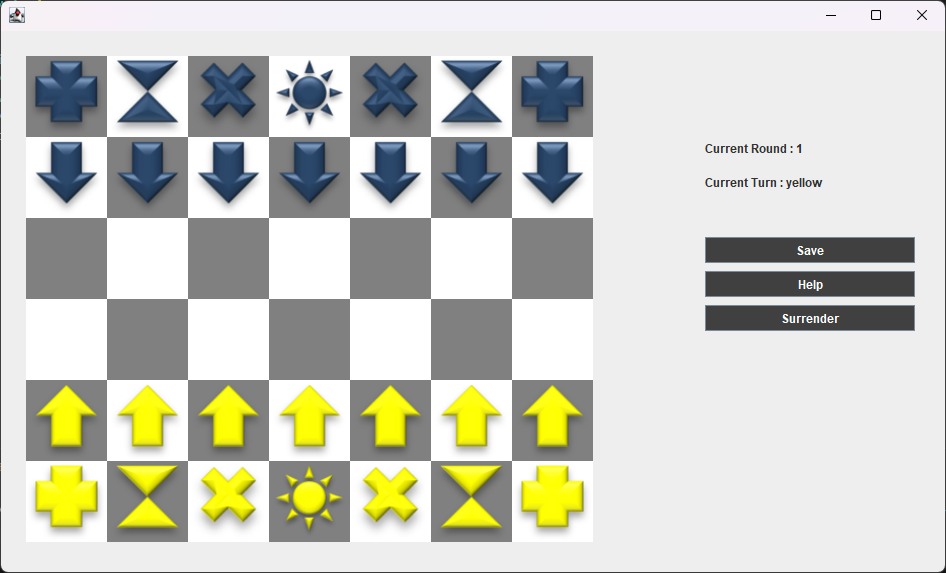 Current Round : 1
Current Turn : yellow
Save
Help
Surrender